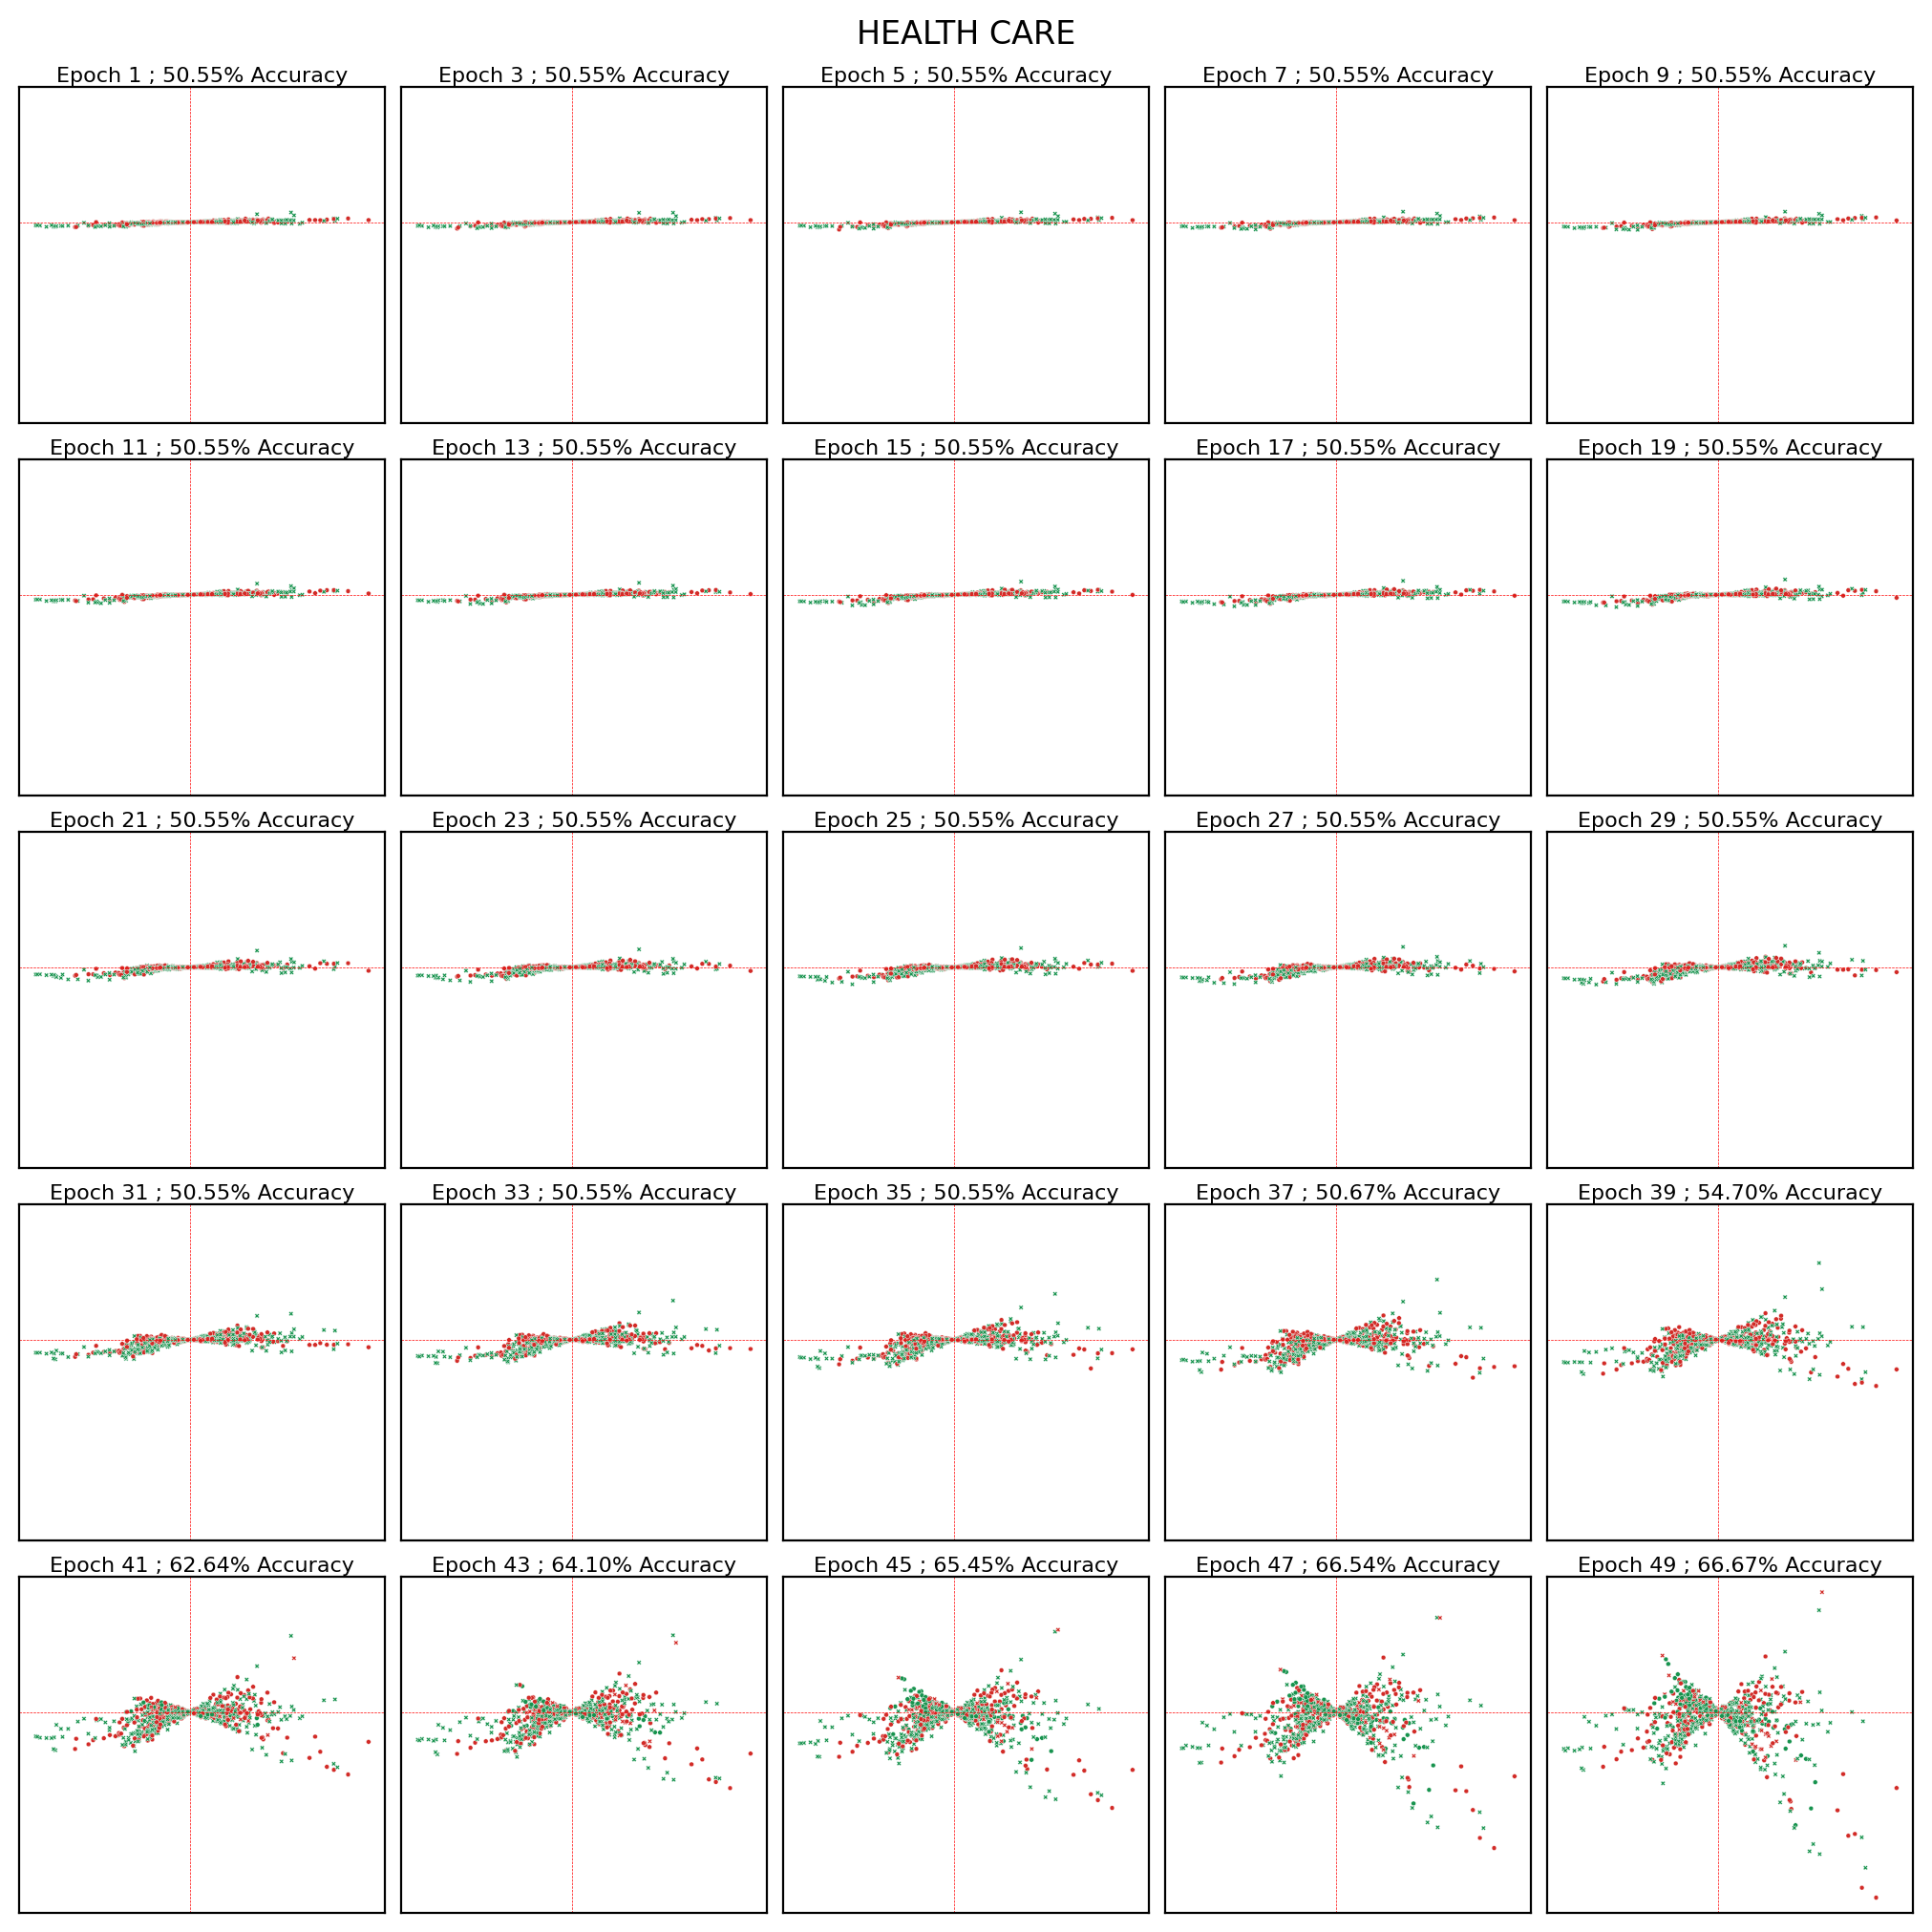 HEALTH CARE
Epoch 1 ; 50.55% Accuracy
Epoch 3 ; 50.55% Accuracy
Epoch 5 ; 50.55% Accuracy
Epoch 7 ; 50.55% Accuracy
Epoch 9 ; 50.55% Accuracy
Epoch 11 ; 50.55% Accuracy
Epoch 13 ; 50.55% Accuracy
Epoch 15 ; 50.55% Accuracy
Epoch 17 ; 50.55% Accuracy
Epoch 19 ; 50.55% Accuracy
Epoch 21 ; 50.55% Accuracy
Epoch 23 ; 50.55% Accuracy
Epoch 25 ; 50.55% Accuracy
Epoch 27 ; 50.55% Accuracy
Epoch 29 ; 50.55% Accuracy
Epoch 31 ; 50.55% Accuracy
Epoch 33 ; 50.55% Accuracy
Epoch 35 ; 50.55% Accuracy
Epoch 37 ; 50.67% Accuracy
Epoch 39 ; 54.70% Accuracy
Epoch 41 ; 62.64% Accuracy
Epoch 43 ; 64.10% Accuracy
Epoch 45 ; 65.45% Accuracy
Epoch 47 ; 66.54% Accuracy
Epoch 49 ; 66.67% Accuracy